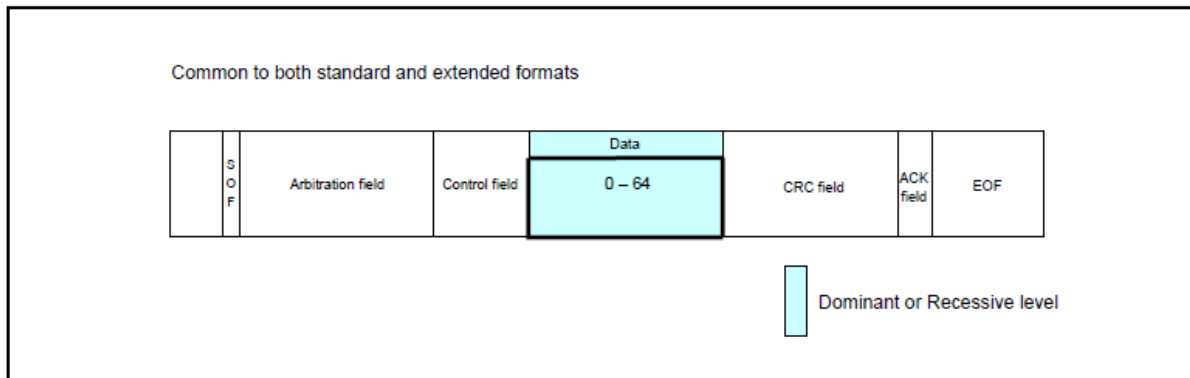 Common to both standard and extended formats
Data
S
O
F
Arbitration field
Control field
0 – 64
CRC field
ACK
field
EOF
Dominant or Recessive level